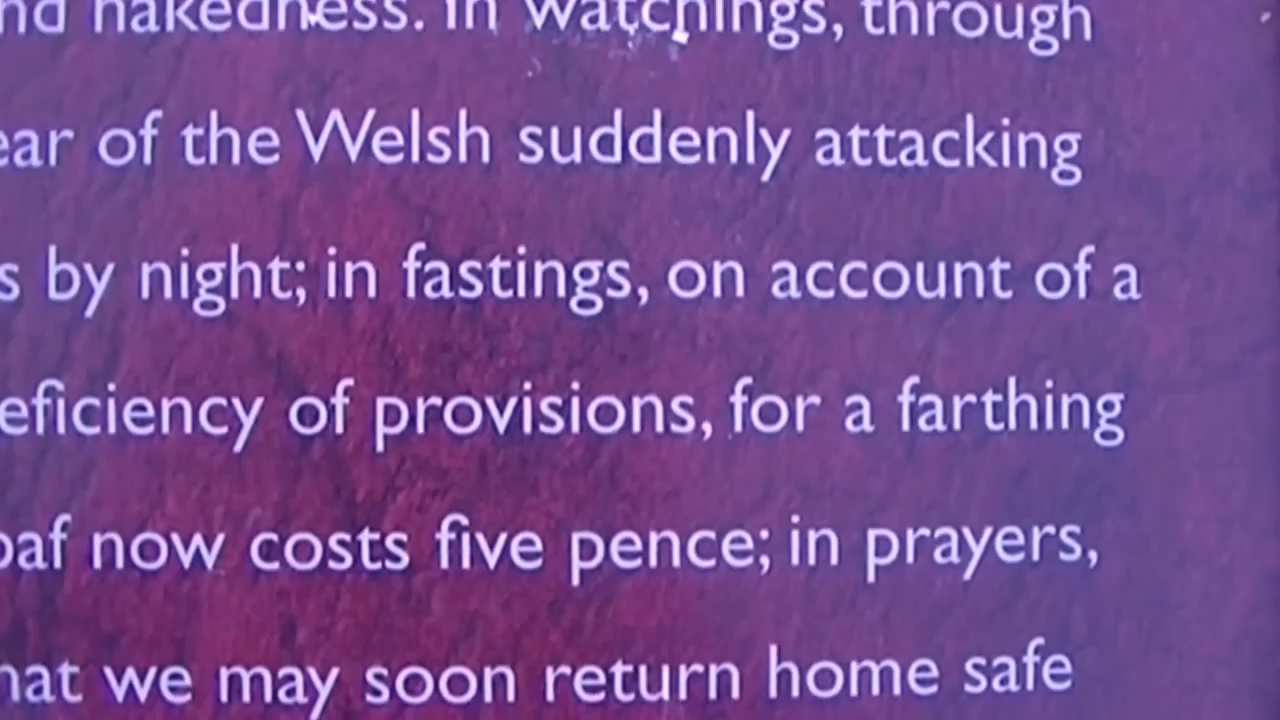 nd nakedness. In watchings, through
ear of the Welsh suddenly attacking
s by night; in fastings, on account of a
eficiency of provisions, for a farthing
oaf now costs five pence; in prayers,
hat we may soon return home safe